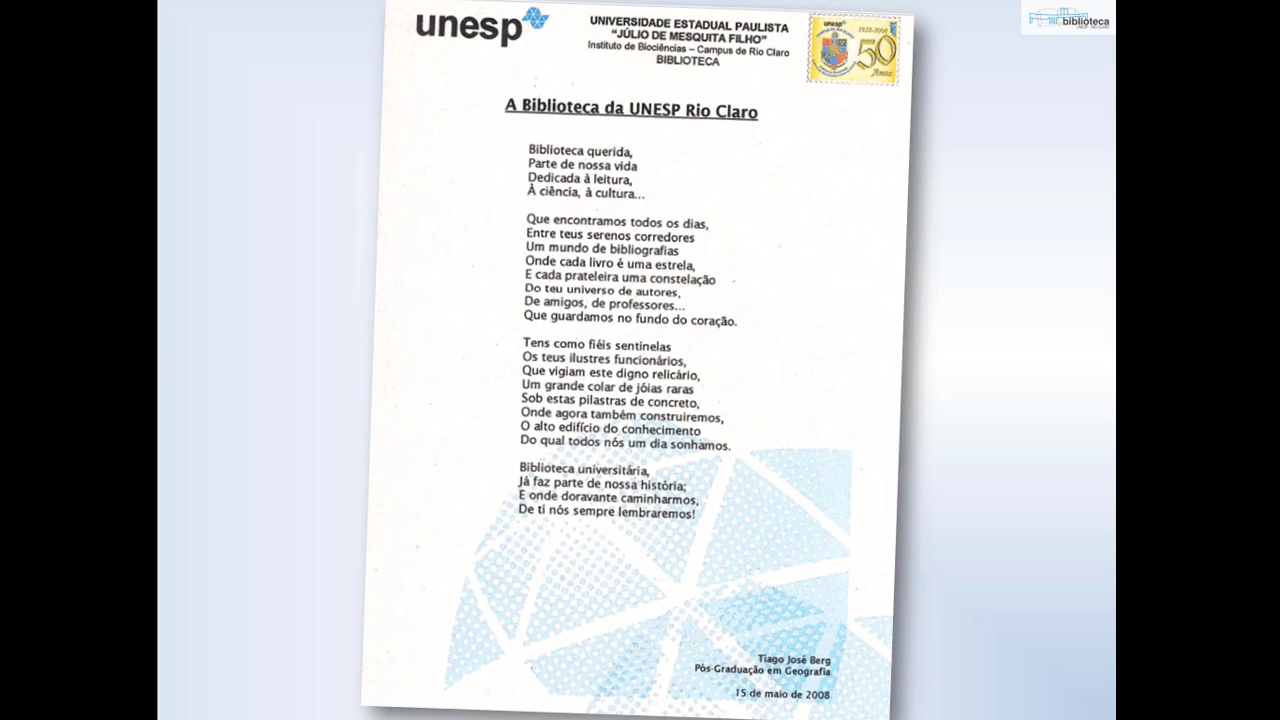 unesp
UNIVERSIDADE ESTADUAL PAULISTA
“JÚLIO DE MESQUITA FILHO”
Instituto de Biociências – Campus de Rio Claro
BIBLIOTECA
unesp
1958-2008
50
Anos
biblioteca
UNESP - RIO CLARO
A Biblioteca da UNESP Rio Claro
Biblioteca querida,
Parte de nossa vida
Dedicada à leitura,
À ciência, à cultura...
Que encontramos todos os dias,
Entre teus serenos corredores
Um mundo de bibliografias
Onde cada livro é uma estrela,
E cada prateleira uma constelação
Do teu universo de autores,
De amigos, de professores...
Que guardamos no fundo do coração.
Tens como fiéis sentinelas
Os teus ilustres funcionários,
Que vigiam este digno relicário,
Um grande colar de jóias raras
Sob estas pilastras de concreto,
Onde agora também construiremos,
O alto edifício do conhecimento
Do qual todos nós um dia sonhamos.
Biblioteca universitária,
Já faz parte de nossa história;
E onde doravante caminharmos,
De ti nós sempre lembraremos!
Tiago José Berg
Pós-Graduação em Geografia
15 de maio de 2008